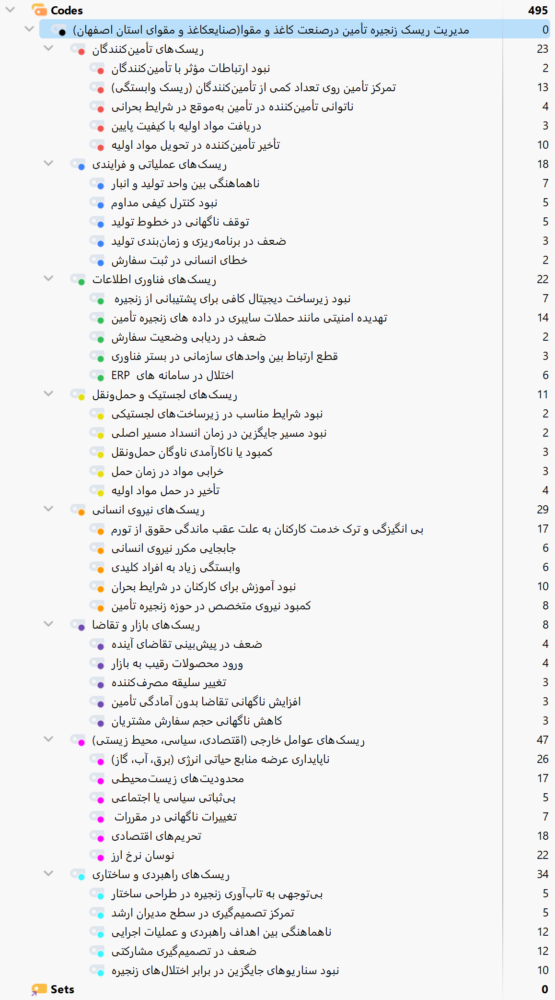 Codes 495
مدیریت ریسک زنجیره تأمین درصنعت کاغذ و مقوا(صنایعکاغذ و مقوای استان اصفهان) 0
ریسک‌های تأمین‌کنندگان 23
نبود ارتباطات مؤثر با تأمین‌کنندگان 2
تمرکز تأمین روی تعداد کمی از تأمین‌کنندگان (ریسک وابستگی) 13
ناتوانی تأمین‌کننده در تأمین به‌موقع در شرایط بحرانی 4
دریافت مواد اولیه با کیفیت پایین 3
تأخیر تأمین‌کننده در تحویل مواد اولیه 10
ریسک‌های عملیاتی و فرایندی 18
ناهماهنگی بین واحد تولید و انبار 7
نبود کنترل کیفی مداوم 5
توقف ناگهانی در خطوط تولید 5
ضعف در برنامه‌ریزی و زمان‌بندی تولید 3
خطای انسانی در ثبت سفارش 2
ریسک‌های فناوری اطلاعات 22
نبود زیرساخت دیجیتال کافی برای پشتیبانی از زنجیره 7
تهدیده امنیتی مانند حملات سایبری در داده های زنجیره تأمین 14
ضعف در ردیابی وضعیت سفارش 2
قطع ارتباط بین واحدهای سازمانی در بستر فناوری 3
اختلال در سامانه های ERP 6
ریسک‌های لجستیک و حمل‌ونقل 11
نبود شرایط مناسب در زیرساخت‌های لجستیکی 2
نبود مسیر جایگزین در زمان انسداد مسیر اصلی 2
کمبود یا ناکارآمدی ناوگان حمل‌ونقل 3
خرابی مواد در زمان حمل 3
تأخیر در حمل مواد اولیه 4
ریسک‌های نیروی انسانی 29
بی انگیزگی و ترک خدمت کارکنان به علت عقب ماندگی حقوق از تورم 17
جابجایی مکرر نیروی انسانی 6
وابستگی زیاد به افراد کلیدی 6
نبود آموزش برای کارکنان در شرایط بحران 10
کمبود نیروی متخصص در حوزه زنجیره تأمین 8
ریسک‌های بازار و تقاضا 8
ضعف در پیش‌بینی تقاضای آینده 4
ورود محصولات رقیب به بازار 4
تغییر سلیقه مصرف‌کننده 3
افزایش ناگهانی تقاضا بدون آمادگی تأمین 3
کاهش ناگهانی حجم سفارش مشتریان 3
ریسک‌های عوامل خارجی (اقتصادی، سیاسی، محیط زیستی) 47
ناپایداری عرضه منابع حیاتی انرژی (برق، آب، گاز) 26
محدودیت‌های زیست‌محیطی 17
بی‌ثباتی سیاسی یا اجتماعی 5
تغییرات ناگهانی در مقررات 7
تحریم‌های اقتصادی 18
نوسان نرخ ارز 22
ریسک‌های راهبردی و ساختاری 34
بی‌توجهی به تاب‌آوری زنجیره در طراحی ساختار 5
تمرکز تصمیم‌گیری در سطح مدیران ارشد 5
ناهماهنگی بین اهداف راهبردی و عملیات اجرایی 12
ضعف در تصمیم‌گیری مشارکتی 12
نبود سناریوهای جایگزین در برابر اختلال‌های زنجیره 10
Sets 0